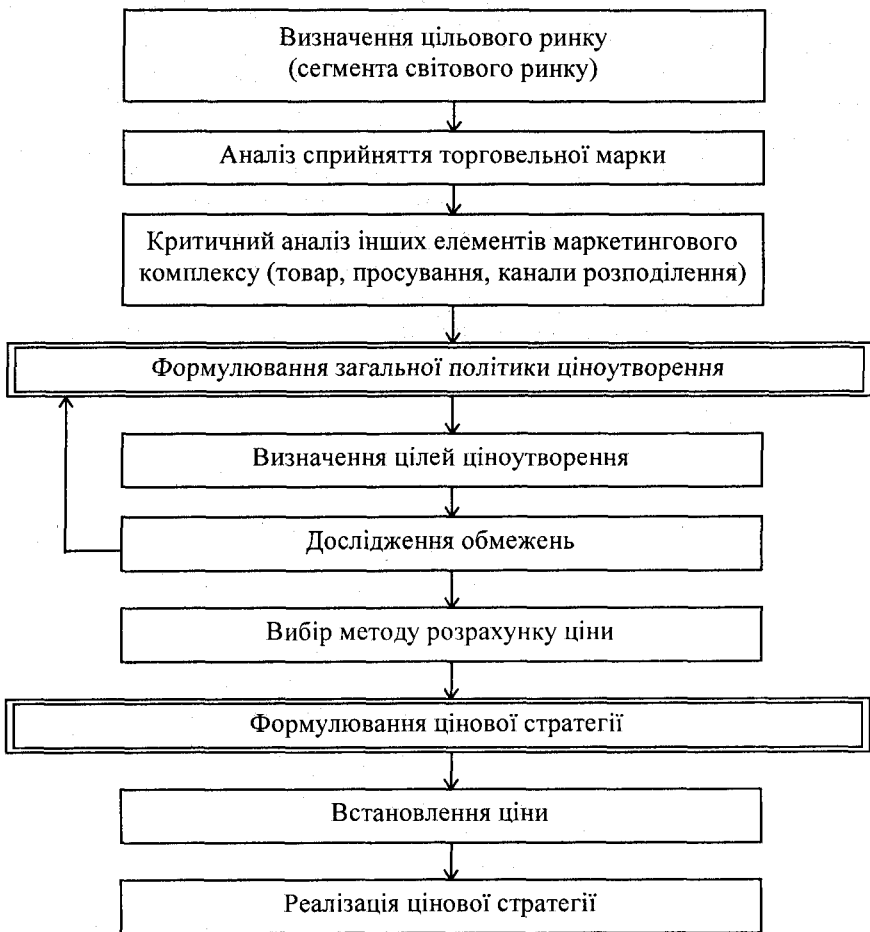 Визначення цільового ринку
(сегмента світового ринку)
Аналіз сприйняття торговельної марки
Критичний аналіз інших елементів маркетингового
комплексу (товар, просування, канали розподілення)
Формулювання загальної політики ціноутворення
Визначення цілей ціноутворення
Дослідження обмежень
Вибір методу розрахунку ціни
Формулювання цінової стратегії
Встановлення ціни
Реалізація цінової стратегії